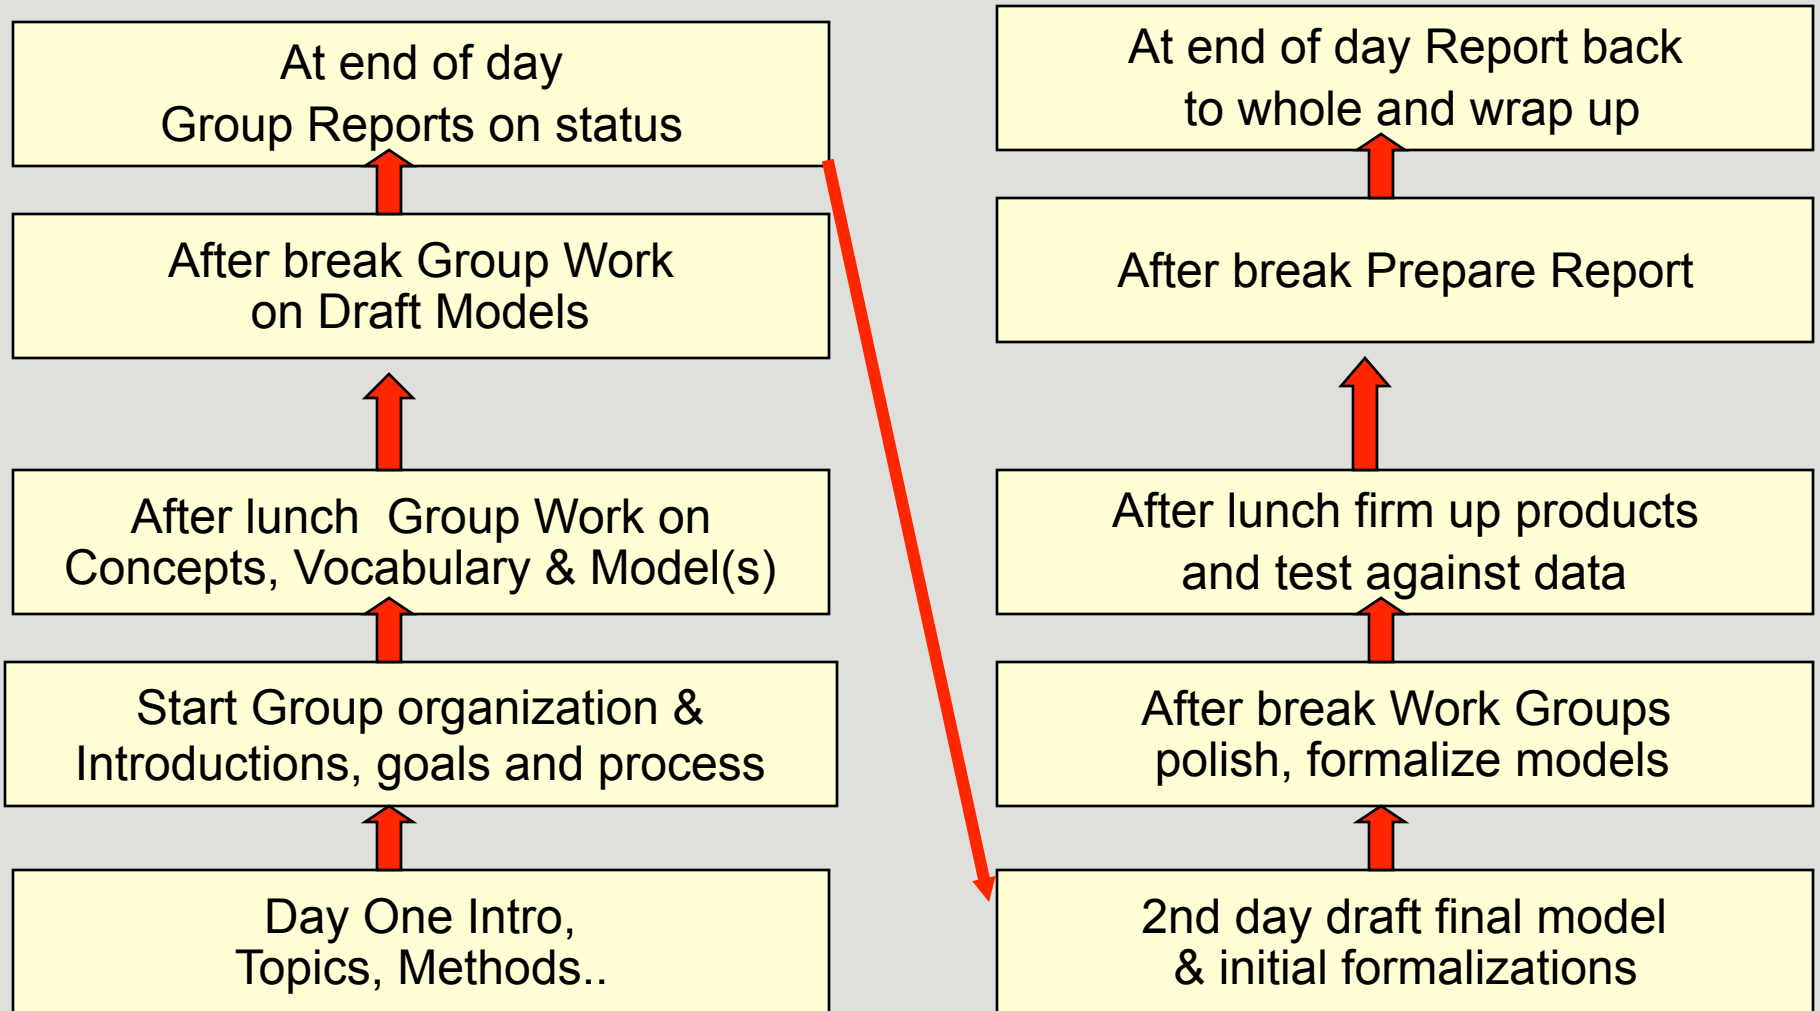 At end of day
Group Reports on status
After break Group Work
on Draft Models
After lunch  Group Work on
Concepts, Vocabulary & Model(s)
Start Group organization &
Introductions, goals and process
Day One Intro,
Topics, Methods..
At end of day Report back
to whole and wrap up
After break Prepare Report
After lunch firm up products
and test against data
After break Work Groups
polish, formalize models
2nd day draft final model
& initial formalizations